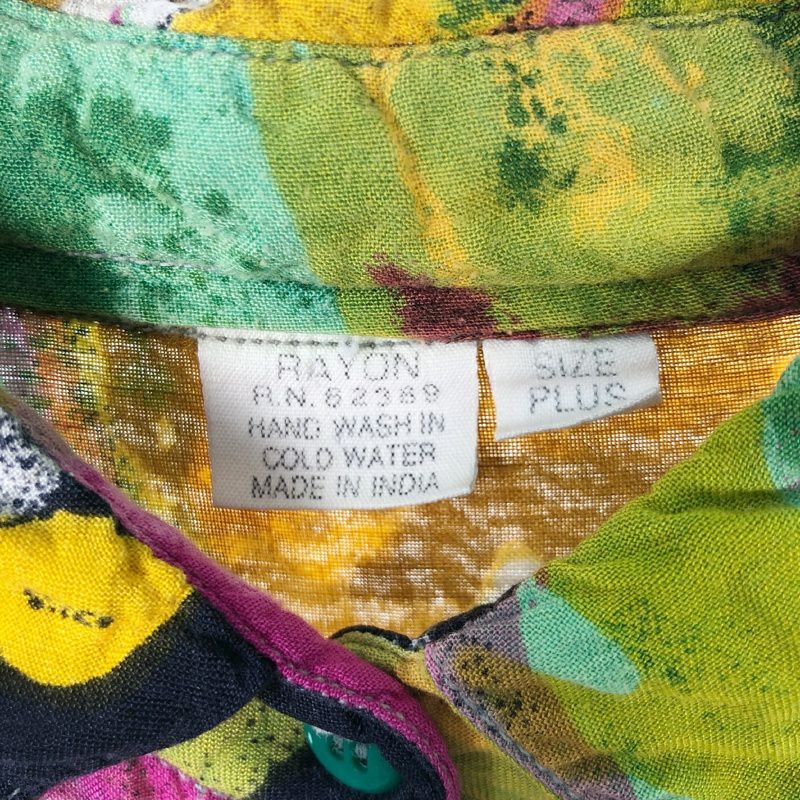 RAYON
R.N. 62369
HAND WASH IN
COLD WATER
MADE IN INDIA
SIZE
PLUS